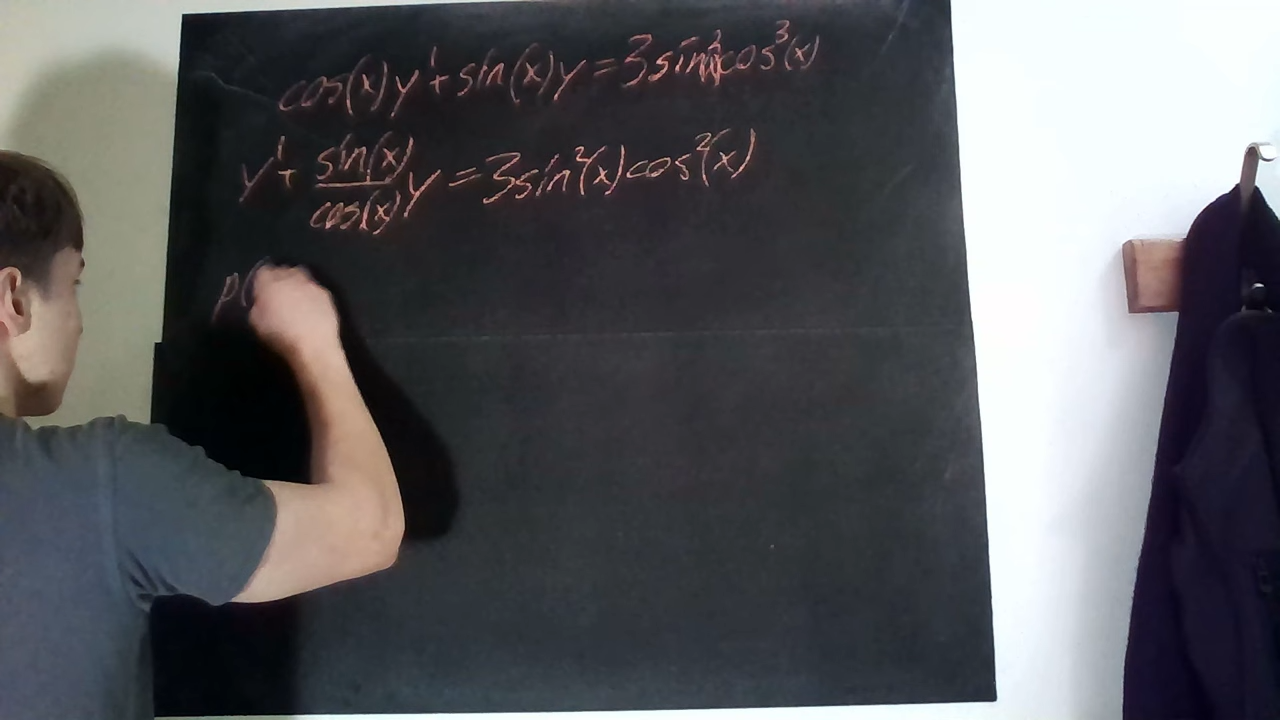 cos(x)y' + sin(x)y = 3sin²(x)cos³(x)
y' + sin(x)/cos(x) y = 3sin²(x)cos²(x)
p(